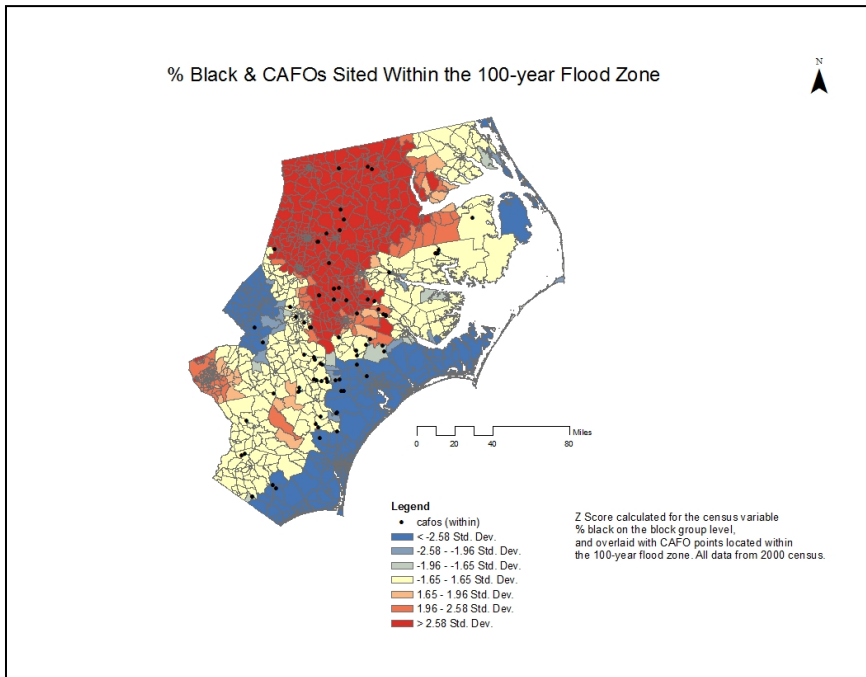 % Black & CAFOs Sited Within the 100-year Flood Zone
N
Miles
0 20 40 80
Legend
cafos (within)
< -2.58 Std. Dev.
-2.58 - -1.96 Std. Dev.
-1.96 - -1.65 Std. Dev.
-1.65 - 1.65 Std. Dev.
1.65 - 1.96 Std. Dev.
1.96 - 2.58 Std. Dev.
> 2.58 Std. Dev.
Z Score calculated for the census variable
% black on the block group level,
and overlaid with CAFO points located within
the 100-year flood zone. All data from 2000 census.